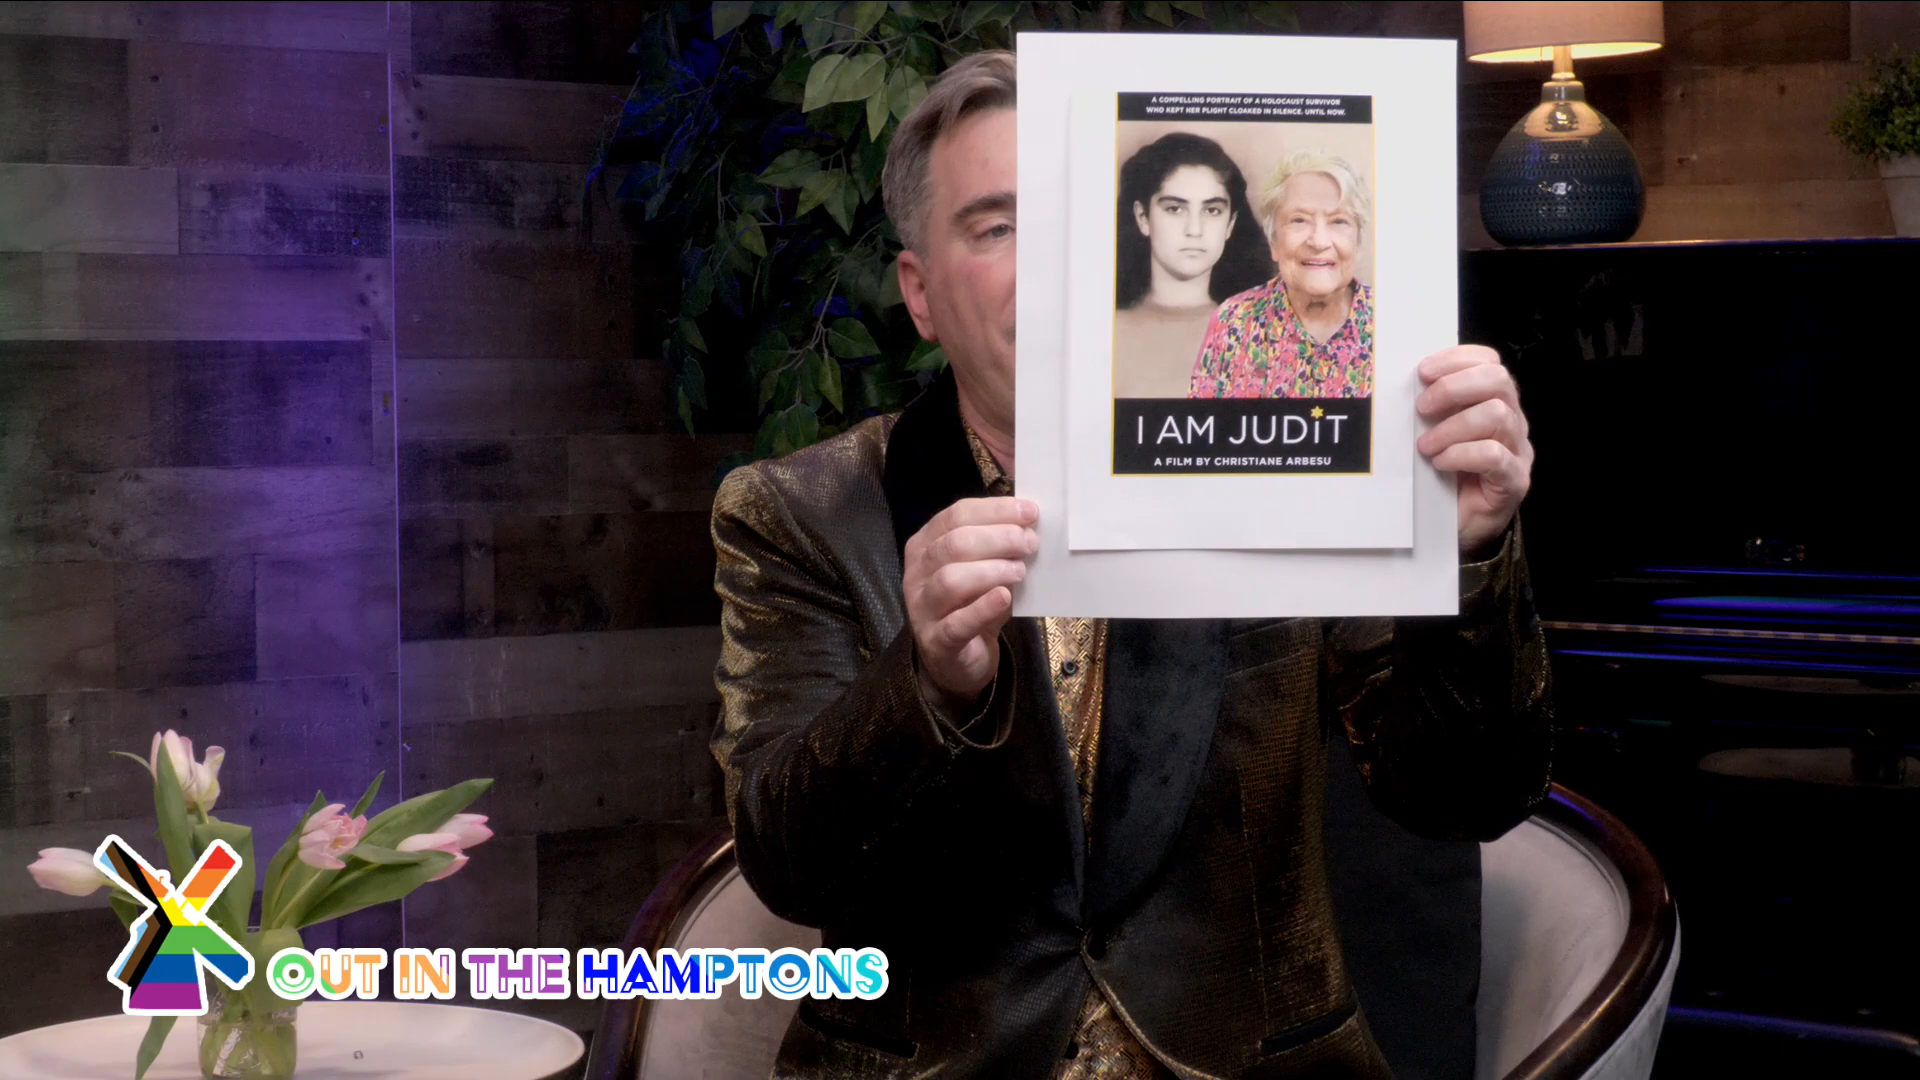 A COMPELLING PORTRAIT OF A HOLOCAUST SURVIVOR
WHO KEPT HER PLIGHT CLOAKED IN SILENCE. UNTIL NOW.
I AM JUDiT
A FILM BY CHRISTIANE ARBESU
OUT IN THE HAMPTONS